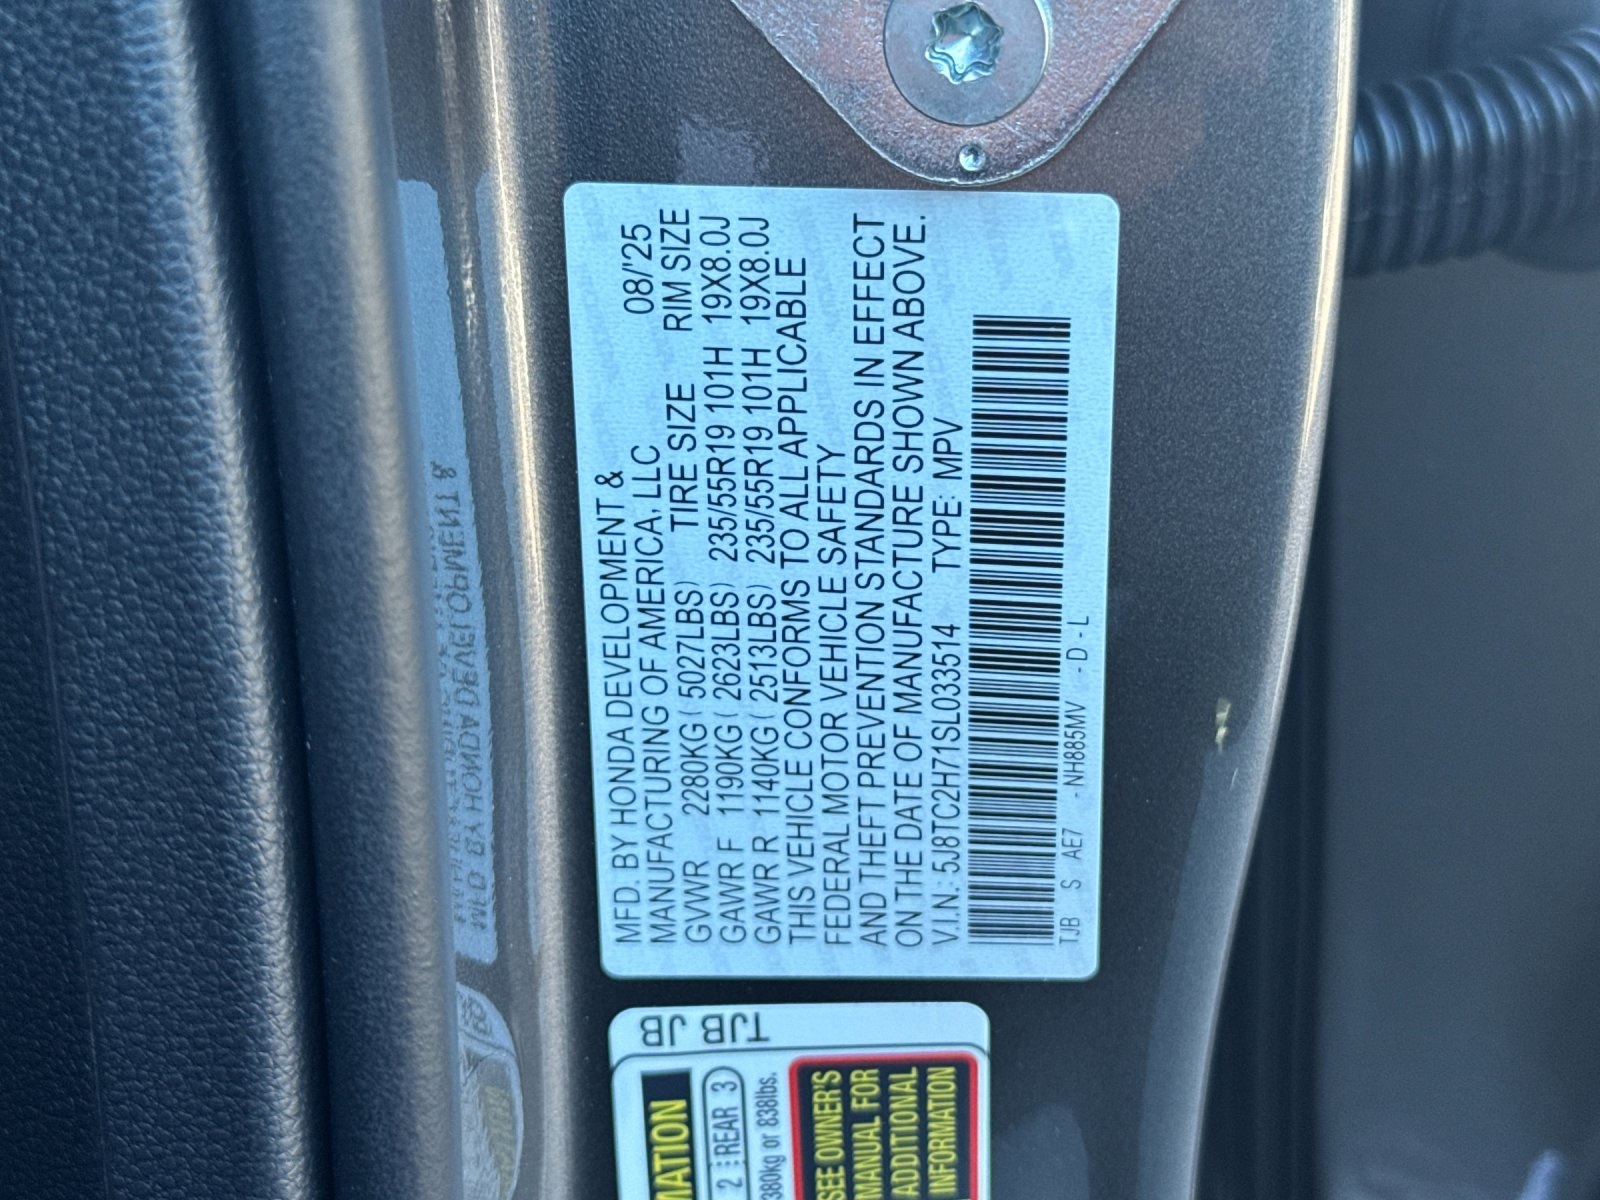 MFD. BY HONDA DEVELOPMENT &
MANUFACTURING OF AMERICA, LLC 08/'25
GVWR 2280KG ( 5027LBS) TIRE SIZE RIM SIZE
GAWR F 1190KG ( 2623LBS) 235/55R19 101H 19X8.0J
GAWR R 1140KG ( 2513LBS) 235/55R19 101H 19X8.0J
THIS VEHICLE CONFORMS TO ALL APPLICABLE
FEDERAL MOTOR VEHICLE SAFETY
AND THEFT PREVENTION STANDARDS IN EFFECT
ON THE DATE OF MANUFACTURE SHOWN ABOVE.
V.I.N.: 5J8TC2H71SL033514 TYPE: MPV
TJB S AE7 - NH885MV - D - L
TJB JB
MATION
2 REAR 3
380kg or 838lbs.
SEE OWNER'S
MANUAL FOR
ADDITIONAL
INFORMATION